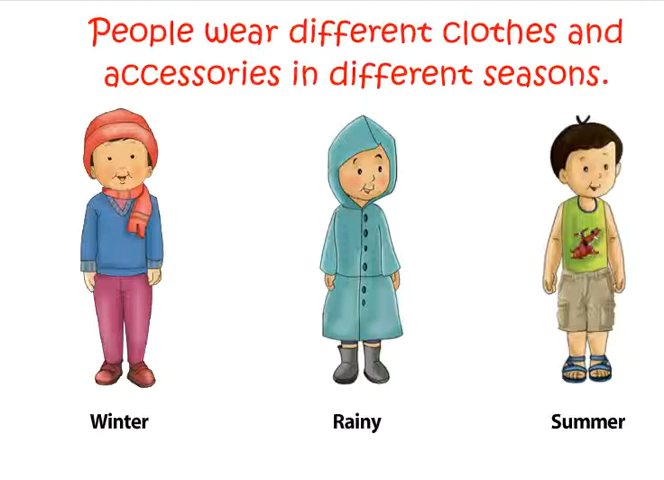 People wear different clothes and
accessories in different seasons.
Winter
Rainy
Summer